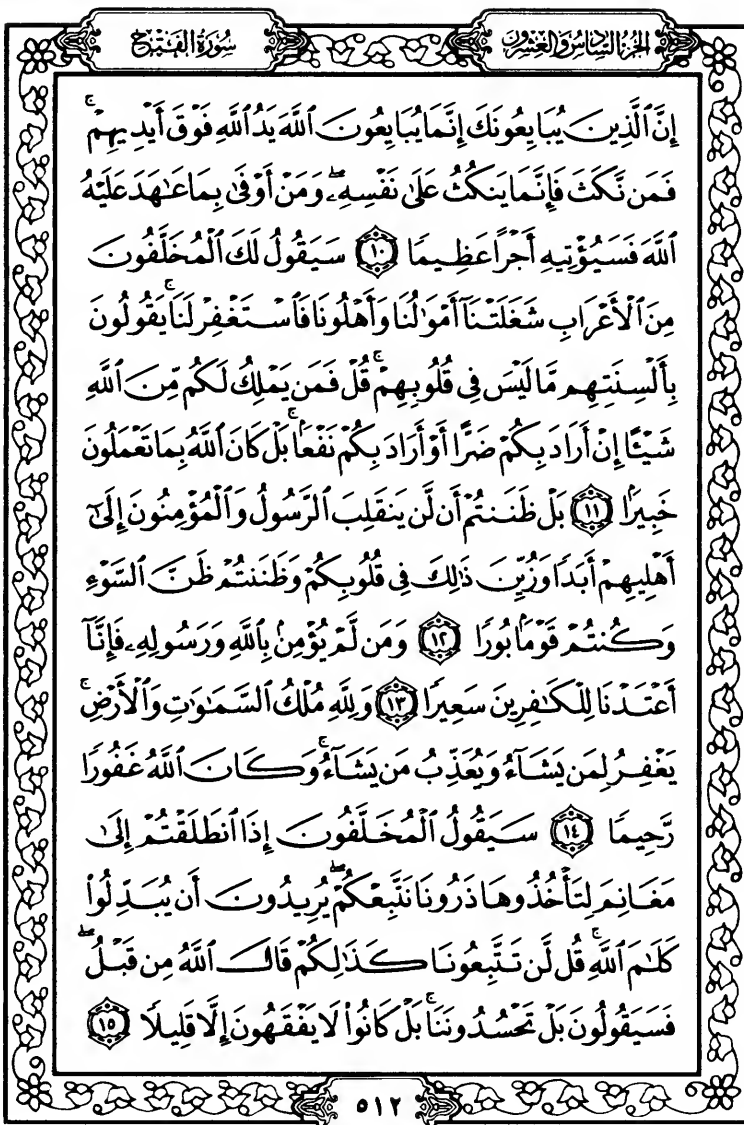 الجزء السادس والعشرون
سورة الفتح
إِنَّ ٱلَّذِينَ يُبَايِعُونَكَ إِنَّمَا يُبَايِعُونَ ٱللَّهَ يَدُ ٱللَّهِ فَوْقَ أَيْدِيهِمْ ۚ
فَمَن نَّكَثَ فَإِنَّمَا يَنكُثُ عَلَىٰ نَفْسِهِۦ ۖ وَمَنْ أَوْفَىٰ بِمَا عَٰهَدَ عَلَيْهُ
ٱللَّهَ فَسَيُؤْتِيهِ أَجْرًا عَظِيمًا ١٠ سَيَقُولُ لَكَ ٱلْمُخَلَّفُونَ
مِنَ ٱلْأَعْرَابِ شَغَلَتْنَآ أَمْوَٰلُنَا وَأَهْلُونَا فَٱسْتَغْفِرْ لَنَا ۚ يَقُولُونَ
بِأَلْسِنَتِهِم مَّا لَيْسَ فِى قُلُوبِهِمْ ۚ قُلْ فَمَن يَمْلِكُ لَكُم مِّنَ ٱللَّهِ
شَيْـًٔا إِنْ أَرَادَ بِكُمْ ضَرًّا أَوْ أَرَادَ بِكُمْ نَفْعًۢا ۚ بَلْ كَانَ ٱللَّهُ بِمَا تَعْمَلُونَ
خَبِيرًۢا ١١ بَلْ ظَنَنتُمْ أَن لَّن يَنقَلِبَ ٱلرَّسُولُ وَٱلْمُؤْمِنُونَ إِلَىٰٓ
أَهْلِيهِمْ أَبَدًا وَزُيِّنَ ذَٰلِكَ فِى قُلُوبِكُمْ وَظَنَنتُمْ ظَنَّ ٱلسَّوْءِ
وَكُنتُمْ قَوْمًۢا بُورًا ١٢ وَمَن لَّمْ يُؤْمِنۢ بِٱللَّهِ وَرَسُولِهِۦ فَإِنَّآ
أَعْتَدْنَا لِلْكَٰفِرِينَ سَعِيرًا ١٣ وَلِلَّهِ مُلْكُ ٱلسَّمَٰوَٰتِ وَٱلْأَرْضِ ۚ
يَغْفِرُ لِمَن يَشَآءُ وَيُعَذِّبُ مَن يَشَآءُ ۚ وَكَانَ ٱللَّهُ غَفُورًا
رَّحِيمًا ١٤ سَيَقُولُ ٱلْمُخَلَّفُونَ إِذَا ٱنطَلَقْتُمْ إِلَىٰ
مَغَانِمَ لِتَأْخُذُوهَا ذَرُونَا نَتَّبِعْكُمْ ۖ يُرِيدُونَ أَن يُبَدِّلُوا۟
كَلَٰمَ ٱللَّهِ ۚ قُل لَّن تَتَّبِعُونَا كَذَٰلِكُمْ قَالَ ٱللَّهُ مِن قَبْلُ ۖ
فَسَيَقُولُونَ بَلْ تَحْسُدُونَنَا ۚ بَلْ كَانُوا۟ لَا يَفْقَهُونَ إِلَّا قَلِيلًا ١٥
٥١٢